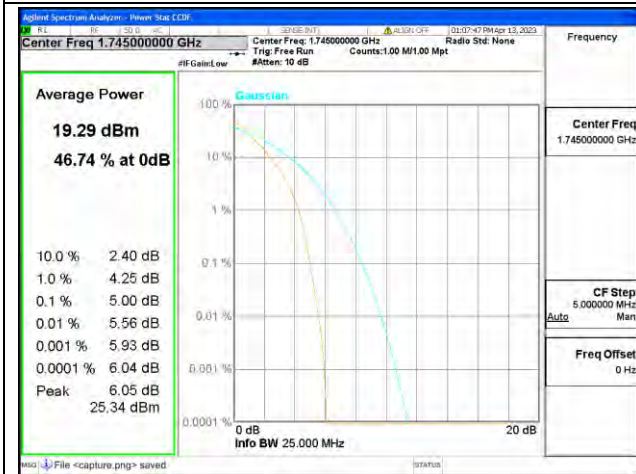 Agilent Spectrum Analyzer - Power Stat CCDF
RL RF 50 Ω AC SENSE:INT ALIGN OFF 01:07:47 PM Apr 13, 2023
Center Freq 1.745000000 GHz
Center Freq: 1.745000000 GHz Radio Std: None
Trig: Free Run Counts:1.00 M/1.00 Mpt
#IFGain:Low #Atten: 10 dB
Frequency
Average Power
19.29 dBm
46.74 % at 0dB
10.0 % 2.40 dB
1.0 % 4.25 dB
0.1 % 5.00 dB
0.01 % 5.56 dB
0.001 % 5.93 dB
0.0001 % 6.04 dB
Peak 6.05 dB
25.34 dBm
Gaussian
100 %
10 %
1 %
0.1 %
0.01 %
0.001 %
0.0001 %
0 dB 20 dB
Info BW 25.000 MHz
Center Freq
1.745000000 GHz
CF Step
5.000000 MHz
Auto Man
Freq Offset
0 Hz
MSG File <capture.png> saved STATUS